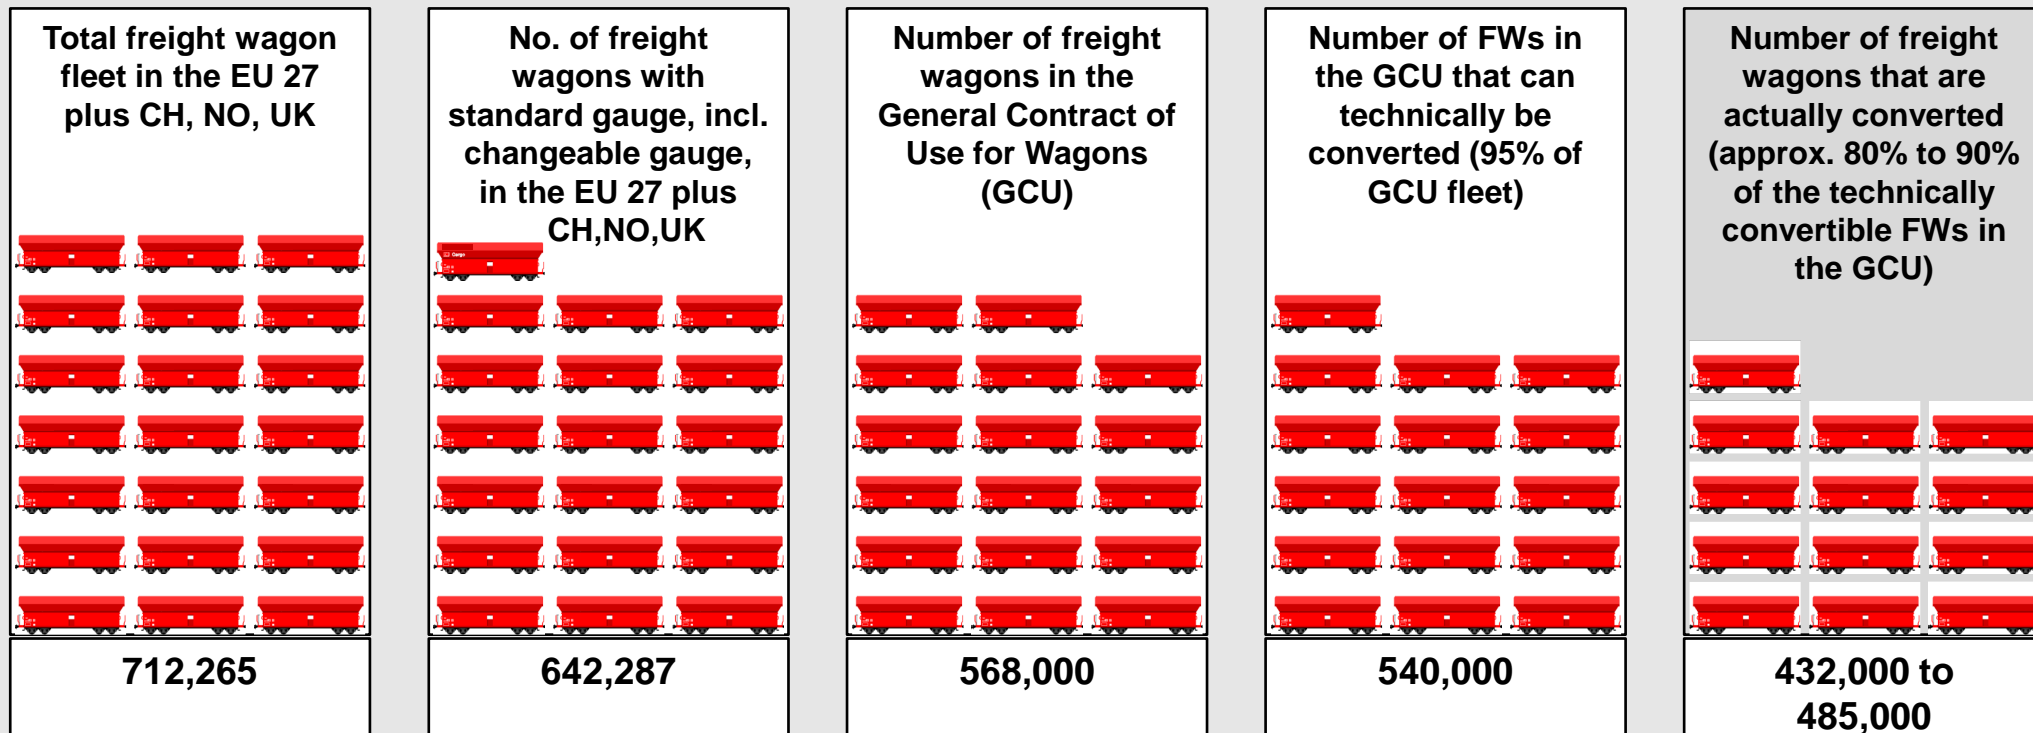 Total freight wagon
fleet in the EU 27
plus CH, NO, UK
712,265
No. of freight
wagons with
standard gauge, incl.
changeable gauge,
in the EU 27 plus
CH,NO,UK
Cargo
642,287
Number of freight
wagons in the
General Contract of
Use for Wagons
(GCU)
568,000
Number of FWs in
the GCU that can
technically be
converted (95% of
GCU fleet)
540,000
Number of freight
wagons that are
actually converted
(approx. 80% to 90%
of the technically
convertible FWs in
the GCU)
432,000 to
485,000